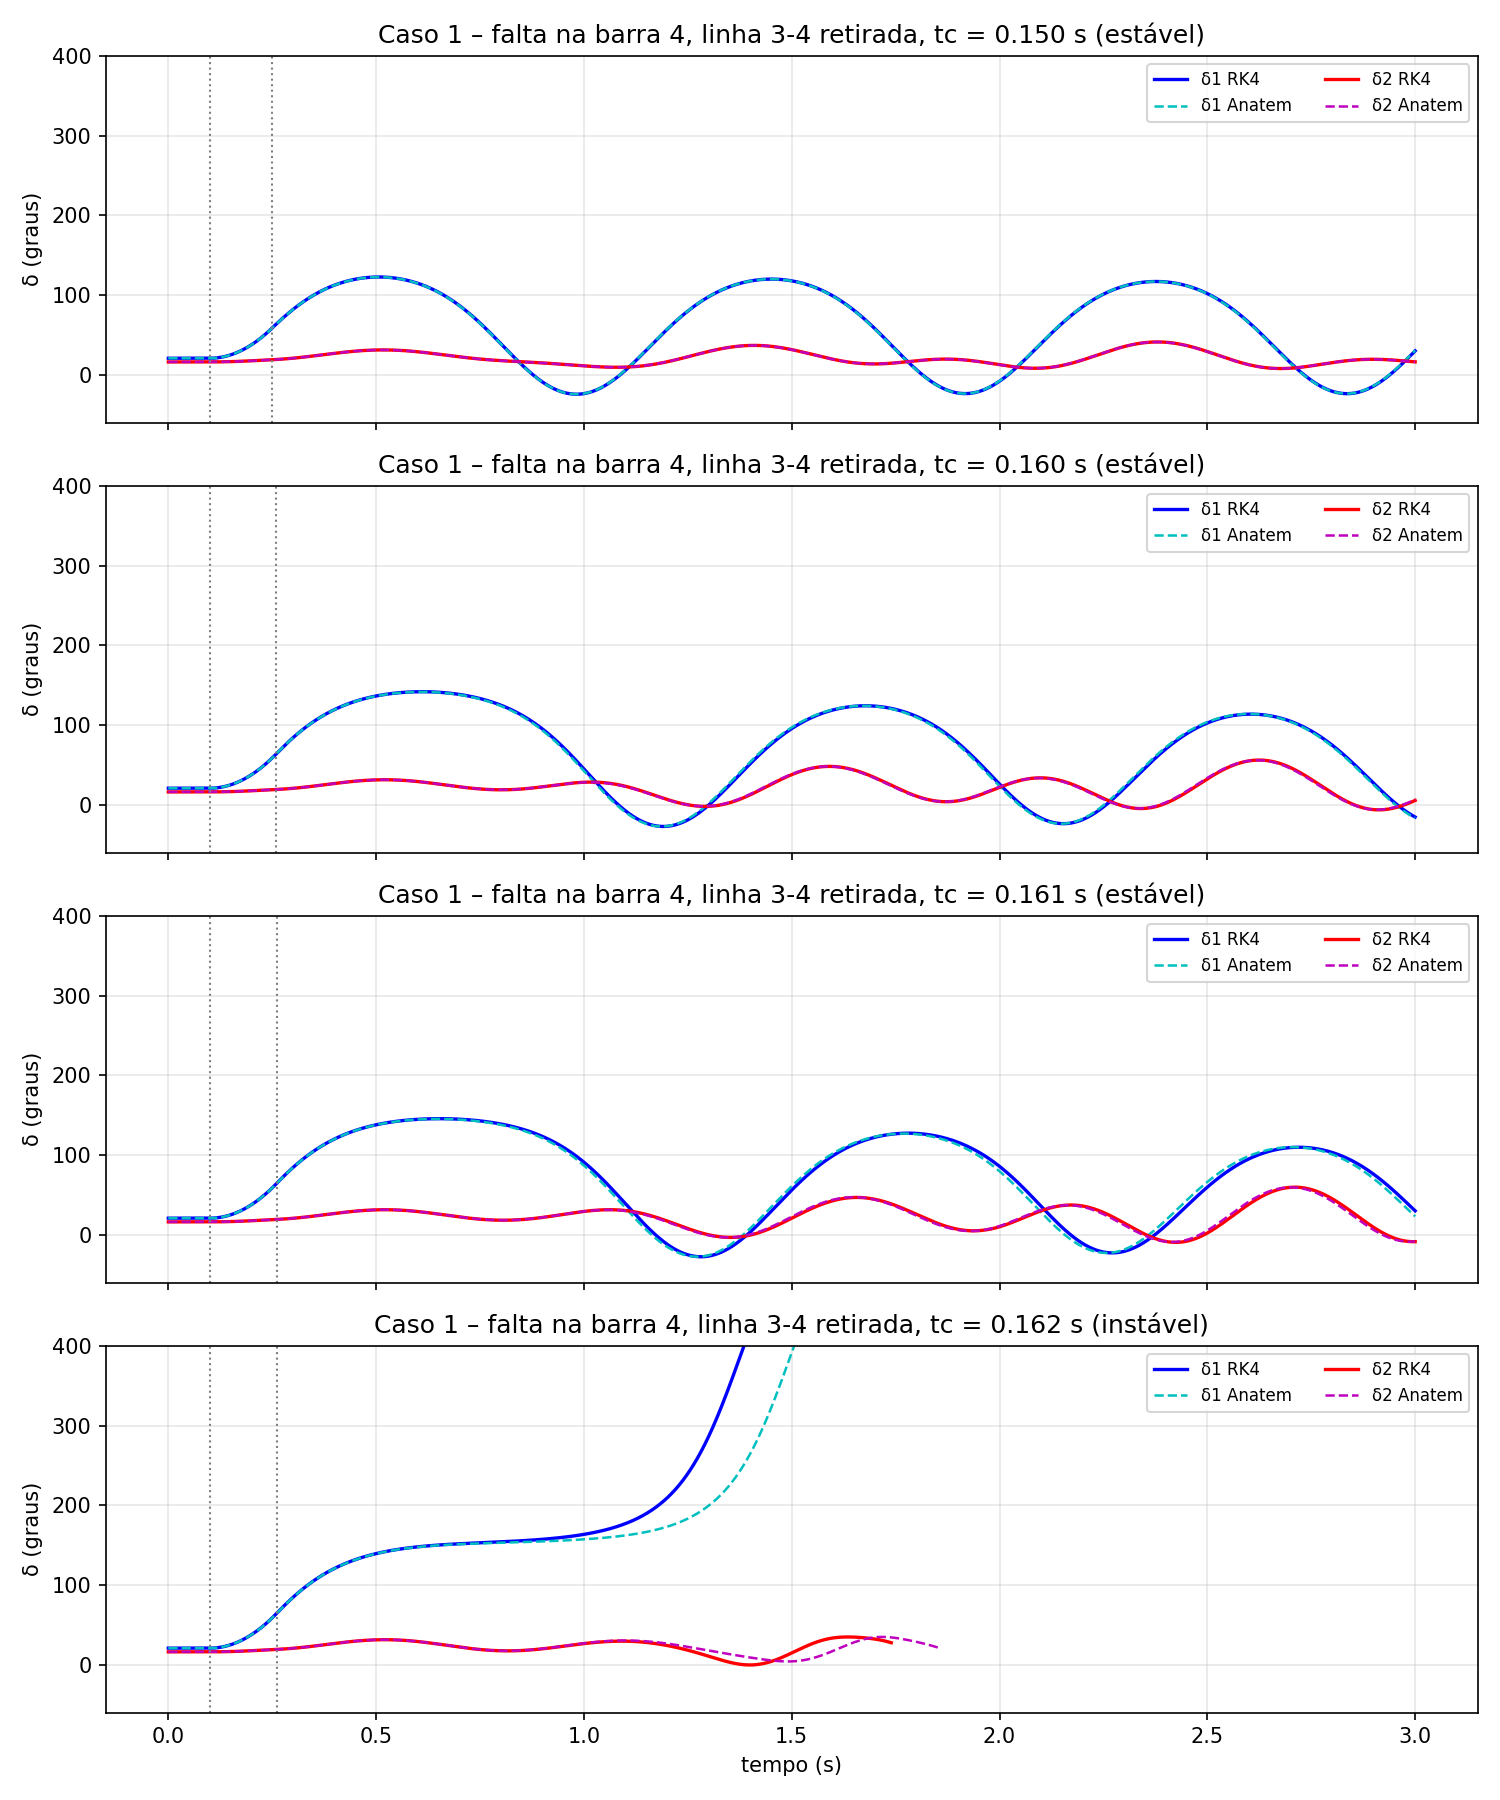 Caso 1 – falta na barra 4, linha 3-4 retirada, tc = 0.150 s (estável)
400
300
200
100
0
δ (graus)
δ1 RK4 δ2 RK4
δ1 Anatem δ2 Anatem
Caso 1 – falta na barra 4, linha 3-4 retirada, tc = 0.160 s (estável)
400
300
200
100
0
δ (graus)
δ1 RK4 δ2 RK4
δ1 Anatem δ2 Anatem
Caso 1 – falta na barra 4, linha 3-4 retirada, tc = 0.161 s (estável)
400
300
200
100
0
δ (graus)
δ1 RK4 δ2 RK4
δ1 Anatem δ2 Anatem
Caso 1 – falta na barra 4, linha 3-4 retirada, tc = 0.162 s (instável)
400
300
200
100
0
δ (graus)
δ1 RK4 δ2 RK4
δ1 Anatem δ2 Anatem
0.0 0.5 1.0 1.5 2.0 2.5 3.0
tempo (s)